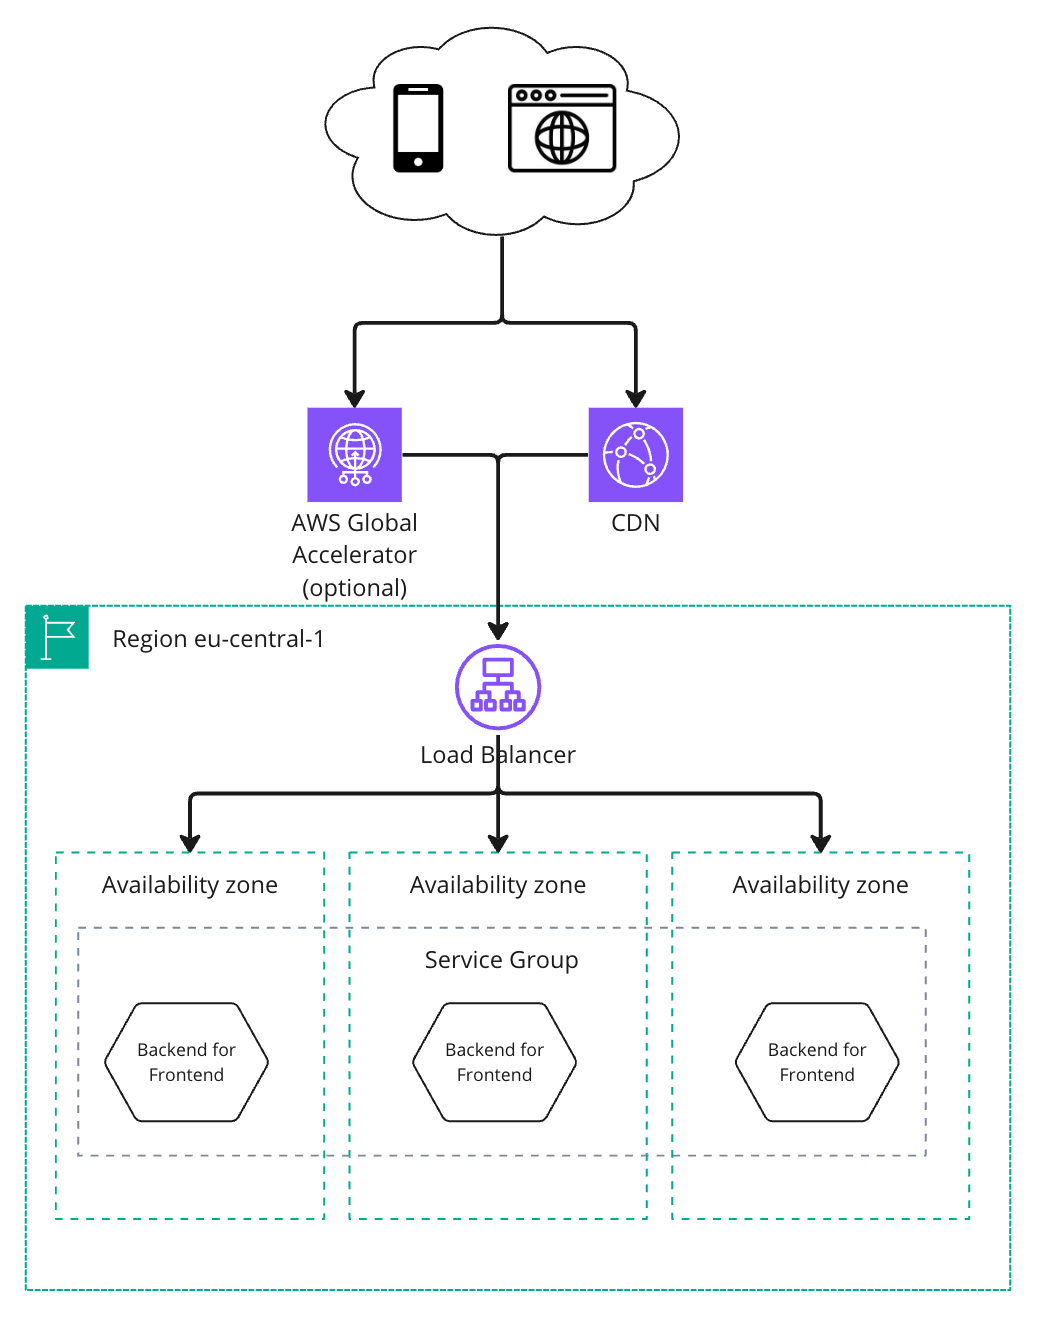 AWS Global
Accelerator
(optional)
CDN
Region eu-central-1
Load Balancer
Availability zone
Availability zone
Availability zone
Service Group
Backend for
Frontend
Backend for
Frontend
Backend for
Frontend